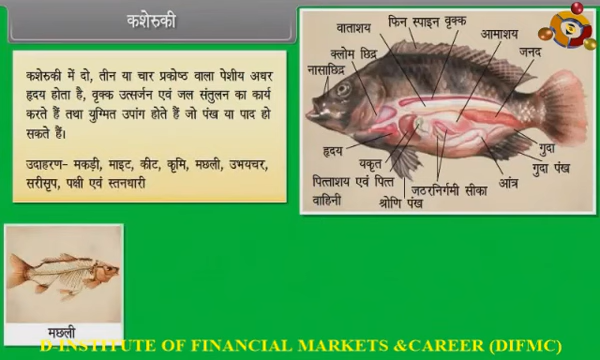 कशेरुकी
कशेरुकी में दो, तीन या चार प्रकोष्ठ वाला पेशीय अधर
हृदय होता है, वृक्क उत्सर्जन एवं जल संतुलन का कार्य
करते हैं तथा युग्मित उपांग होते हैं जो पंख या पाद हो
सकते हैं।
उदाहरण- मकड़ी, माइट, कीट, कृमि, मछली, उभयचर,
सरीसृप, पक्षी एवं स्तनधारी
वाताशय
फिन स्पाइन
वृक्क
आमाशय
जनद
क्लोम छिद्र
नासाछिद्र
हृदय
यकृत
पित्ताशय एवं पित्त
वाहिनी
श्रोणि पंख
जठरनिर्गमी सीका
आंत्र
गुदा
गुदा पंख
मछली
D-INSTITUTE OF FINANCIAL MARKETS &CAREER (DIFMC)